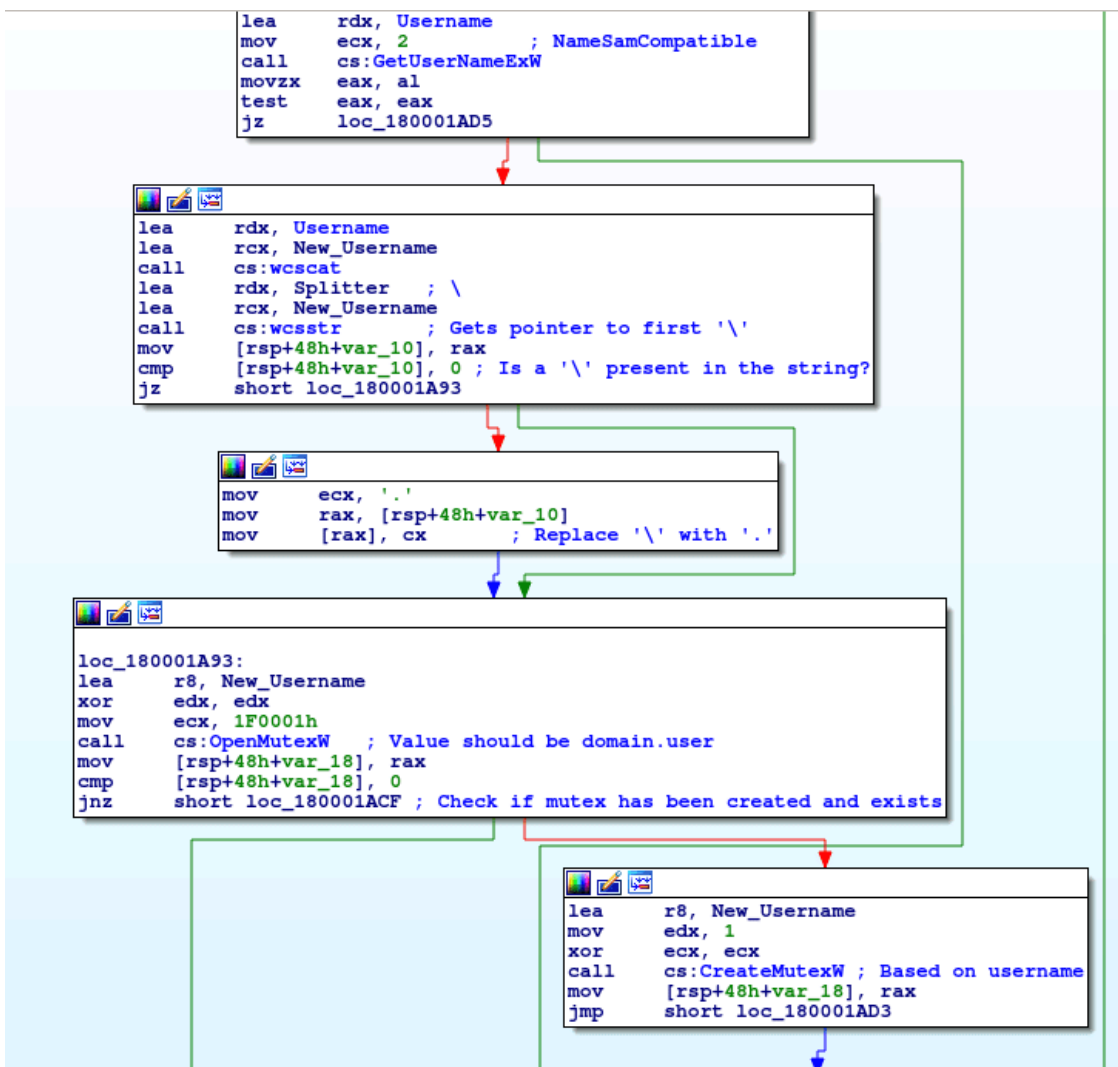 lea rdx, Username
mov ecx, 2 ; NameSamCompatible
call cs:GetUserNameExW
movzx eax, al
test eax, eax
jz loc_180001AD5
lea rdx, Username
lea rcx, New_Username
call cs:wcscat
lea rdx, Splitter ; \
lea rcx, New_Username
call cs:wcsstr ; Gets pointer to first '\'
mov [rsp+48h+var_10], rax
cmp [rsp+48h+var_10], 0 ; Is a '\' present in the string?
jz short loc_180001A93
mov ecx, '.'
mov rax, [rsp+48h+var_10]
mov [rax], cx ; Replace '\' with '.'
loc_180001A93:
lea r8, New_Username
xor edx, edx
mov ecx, 1F0001h
call cs:OpenMutexW ; Value should be domain.user
mov [rsp+48h+var_18], rax
cmp [rsp+48h+var_18], 0
jnz short loc_180001ACF ; Check if mutex has been created and exists
lea r8, New_Username
mov edx, 1
xor ecx, ecx
call cs:CreateMutexW ; Based on username
mov [rsp+48h+var_18], rax
jmp short loc_180001AD3